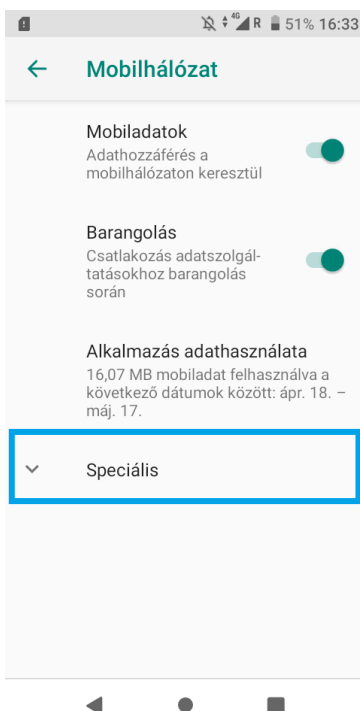 4G R 51% 16:33
Mobilhálózat
Mobiladatok
Adathozzáférés a
mobilhálózaton keresztül
Barangolás
Csatlakozás adatszolgál-
tatásokhoz barangolás
során
Alkalmazás adathasználata
16,07 MB mobiladat felhasználva a
következő dátumok között: ápr. 18. –
máj. 17.
Speciális